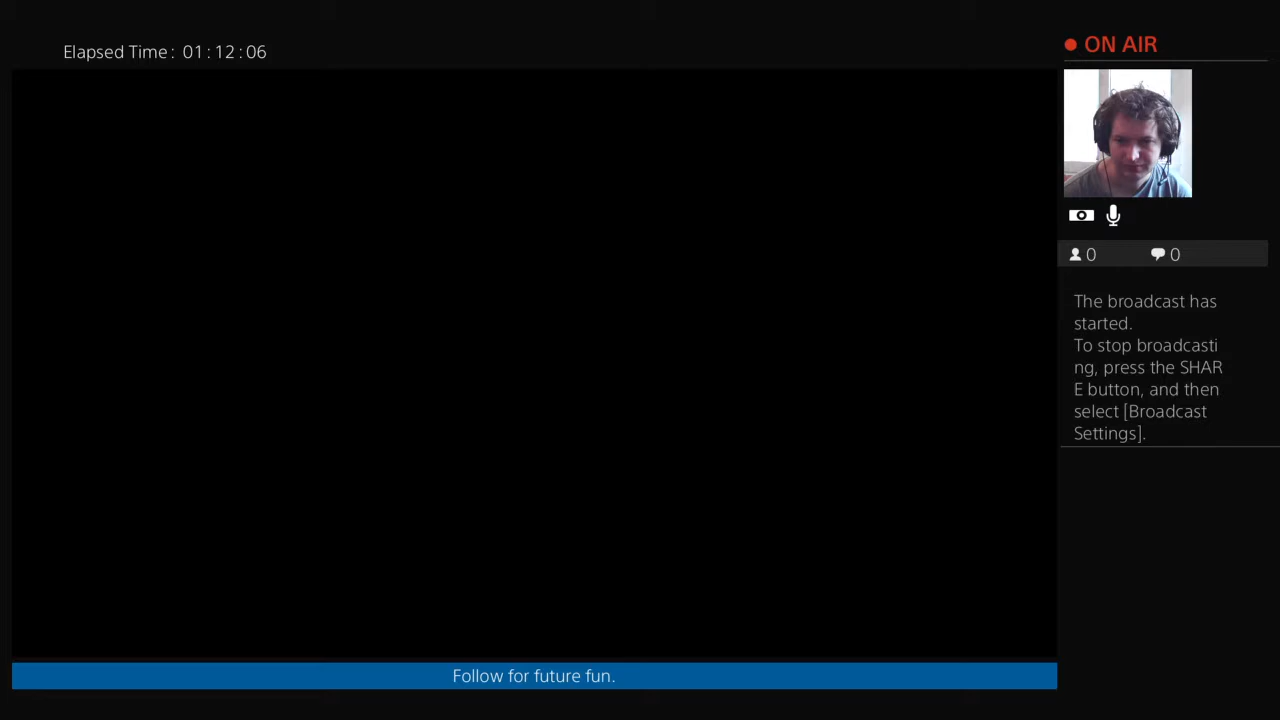 Elapsed Time: 01:12:06
ON AIR
0 0
The broadcast has
started.
To stop broadcasti
ng, press the SHAR
E button, and then
select [Broadcast
Settings].
Follow for future fun.